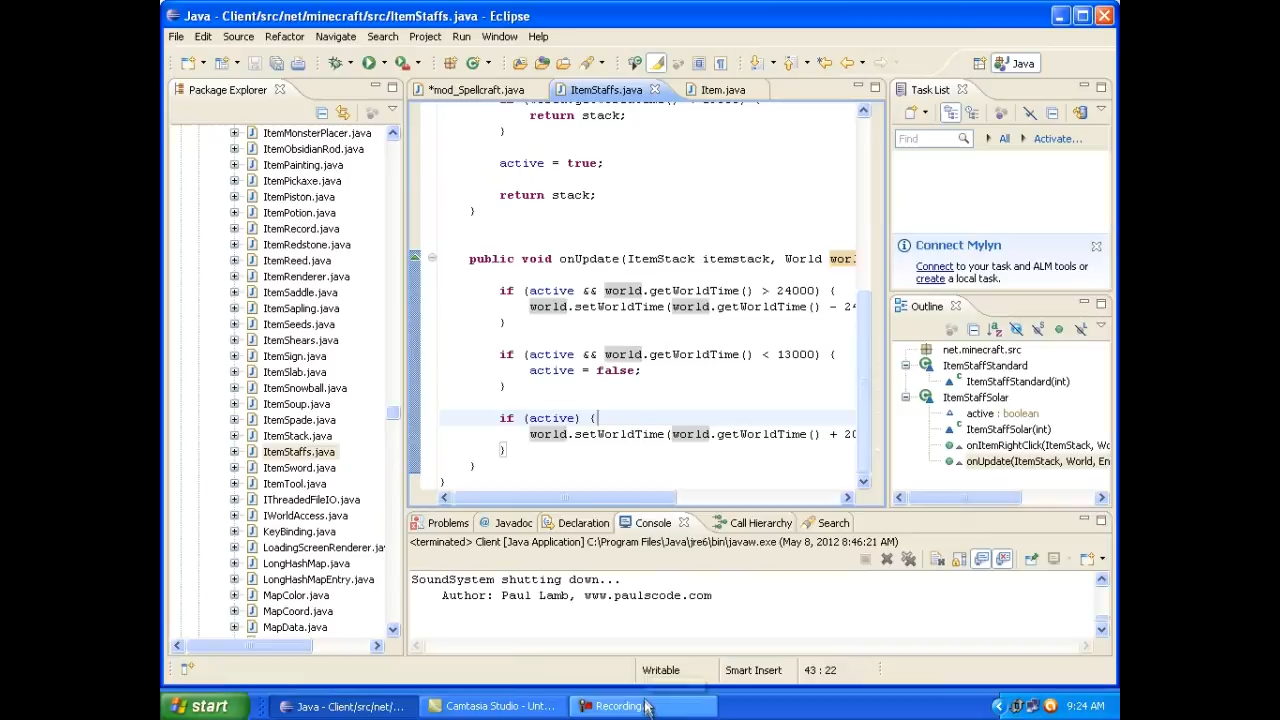 Java - Client/src/net/minecraft/src/ItemStaffs.java - Eclipse
File Edit Source Refactor Navigate Search Project Run Window Help
Java
Package Explorer
*mod_Spellcraft.java ItemStaffs.java Item.java
Task List
Find All Activate...
ItemMonsterPlacer.java
ItemObsidianRod.java
ItemPainting.java
ItemPickaxe.java
ItemPiston.java
ItemPotion.java
ItemRecord.java
ItemRedstone.java
ItemReed.java
ItemRenderer.java
ItemSaddle.java
ItemSapling.java
ItemSeeds.java
ItemShears.java
ItemSign.java
ItemSlab.java
ItemSnowball.java
ItemSoup.java
ItemSpade.java
ItemStack.java
ItemStaffs.java
ItemSword.java
ItemTool.java
IThreadedFileIO.java
IWorldAccess.java
KeyBinding.java
LoadingScreenRenderer.jav
LongHashMap.java
LongHashMapEntry.java
MapColor.java
MapCoord.java
MapData.java
return stack;
}
active = true;
return stack;
}
public void onUpdate(ItemStack itemstack, World worl
if (active && world.getWorldTime() > 24000) {
world.setWorldTime(world.getWorldTime() - 24
}
if (active && world.getWorldTime() < 13000) {
active = false;
}
if (active) {
world.setWorldTime(world.getWorldTime() + 20
}
}
}
Connect Mylyn
Connect to your task and ALM tools or
create a local task.
Outline
net.minecraft.src
ItemStaffStandard
ItemStaffStandard(int)
ItemStaffSolar
active : boolean
ItemStaffSolar(int)
onItemRightClick(ItemStack, Wo
onUpdate(ItemStack, World, En
Problems Javadoc Declaration Console Call Hierarchy Search
<terminated> Client [Java Application] C:\Program Files\Java\jre6\bin\javaw.exe (May 8, 2012 8:46:21 AM)
SoundSystem shutting down...
Author: Paul Lamb, www.paulscode.com
Writable Smart Insert 43 : 22
start Java - Client/src/net/... Camtasia Studio - Unt... Recording... 9:24 AM